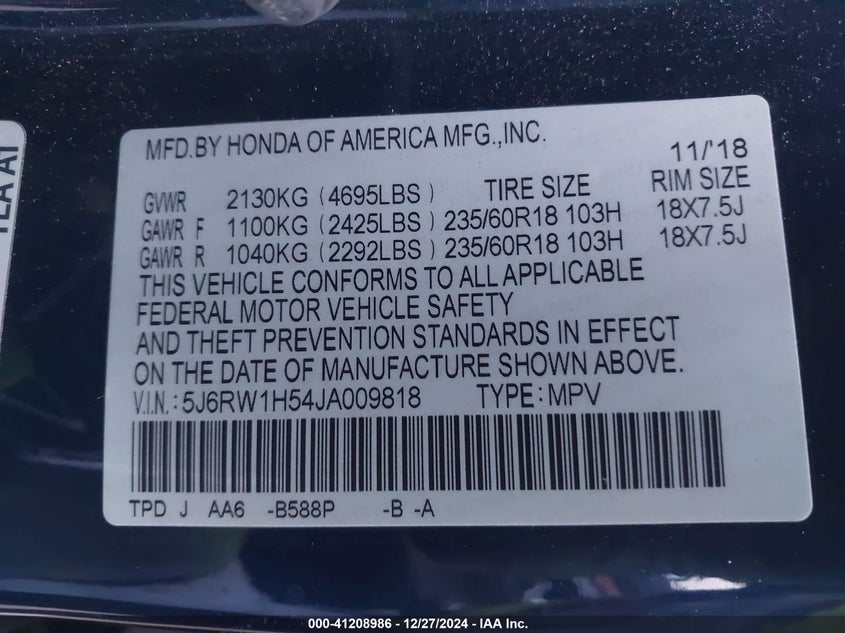 MFD.BY HONDA OF AMERICA MFG.,INC.
11/'18
GVWR 2130KG (4695LBS) TIRE SIZE RIM SIZE
GAWR F 1100KG (2425LBS) 235/60R18 103H 18X7.5J
GAWR R 1040KG (2292LBS) 235/60R18 103H 18X7.5J
THIS VEHICLE CONFORMS TO ALL APPLICABLE
FEDERAL MOTOR VEHICLE SAFETY
AND THEFT PREVENTION STANDARDS IN EFFECT
ON THE DATE OF MANUFACTURE SHOWN ABOVE.
V.I.N.: 5J6RW1H54JA009818 TYPE: MPV
TPD J AA6 -B588P -B -A
000-41208986 - 12/27/2024 - IAA Inc.